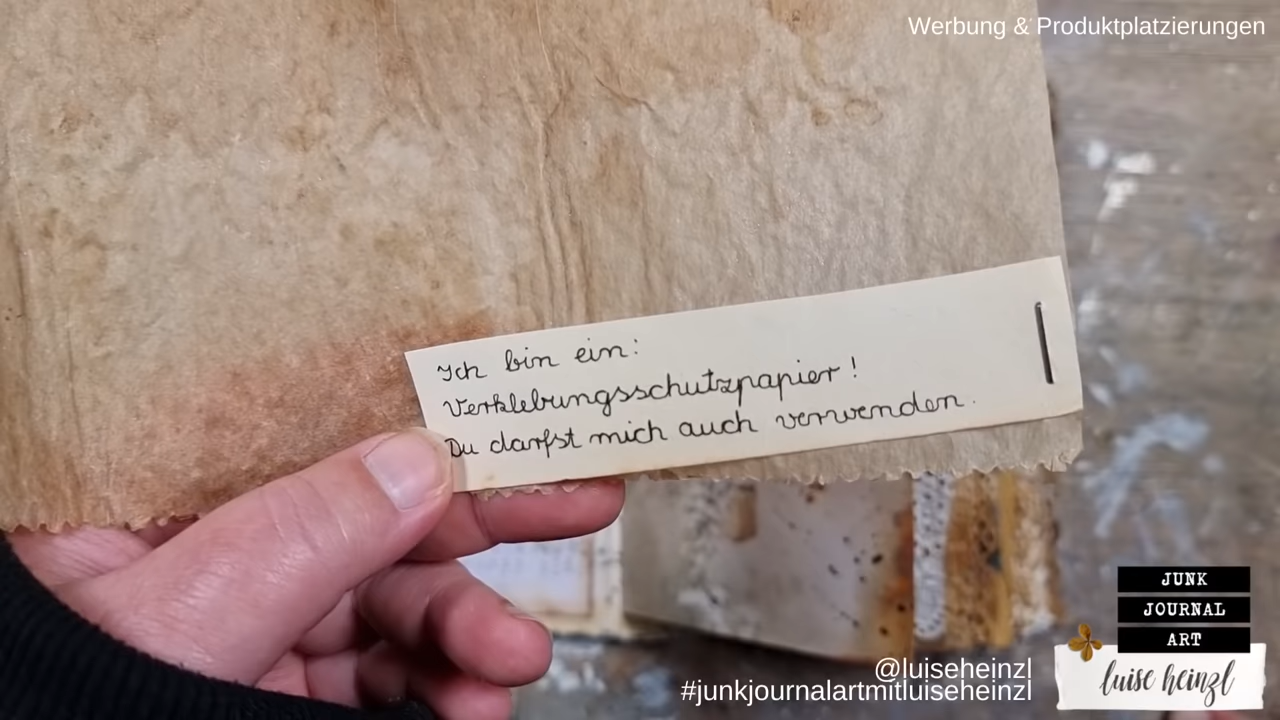 Werbung & Produktplatzierungen
Ich bin ein:
Verklebungsschutzpapier!
Du darfst mich auch verwenden.
JUNK
JOURNAL
ART
luise heinzl
@luiseheinzl
#junkjournalartmitluiseheinzl